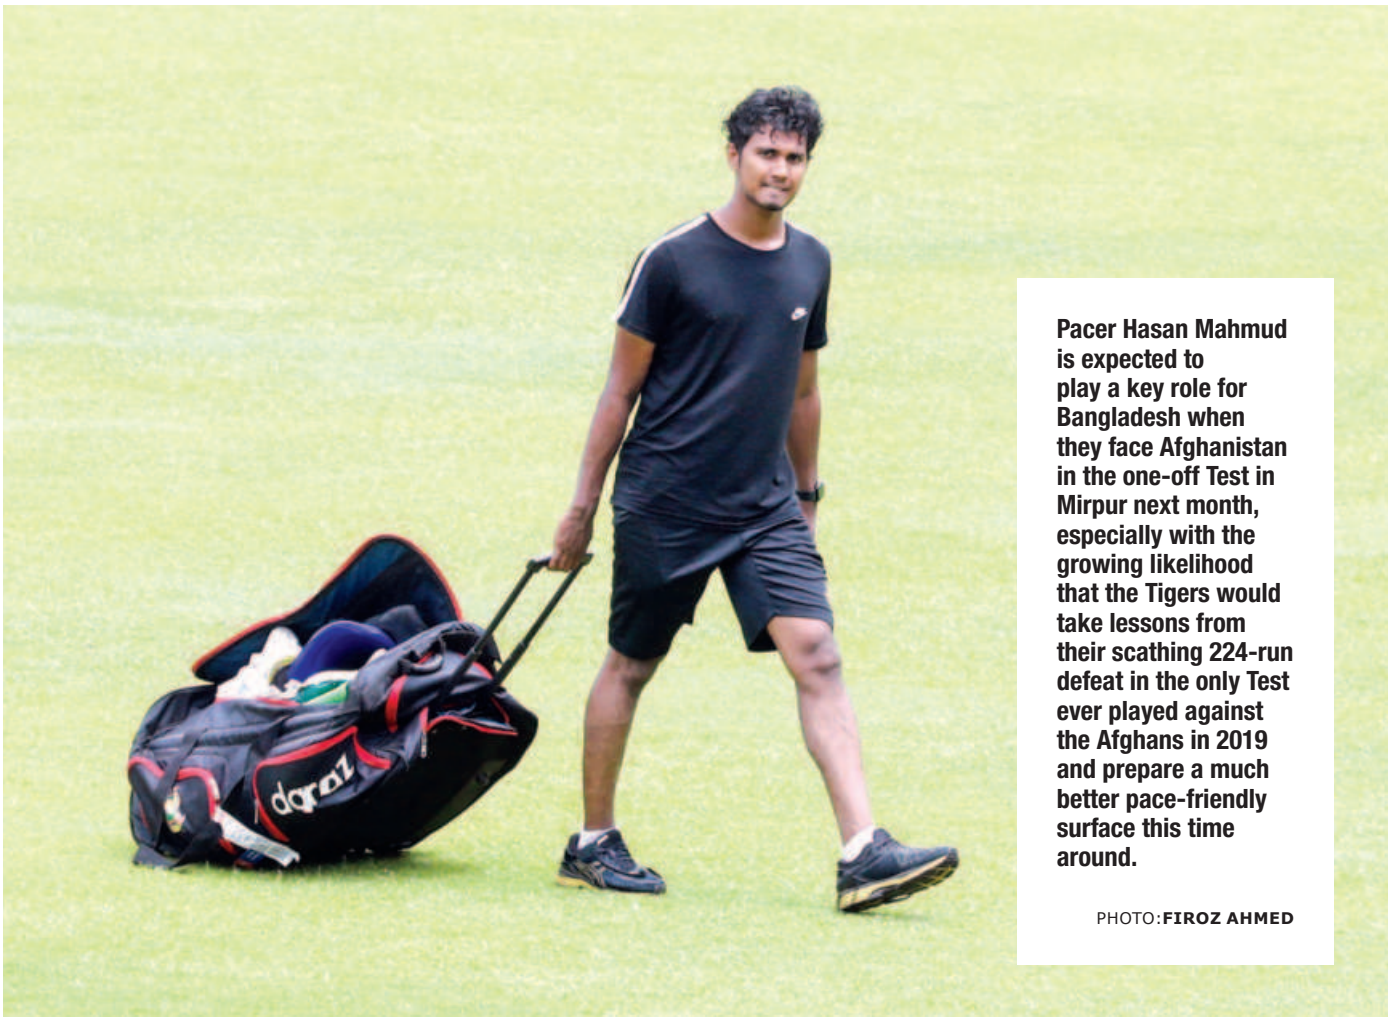 daraz
Pacer Hasan Mahmud
is expected to
play a key role for
Bangladesh when
they face Afghanistan
in the one-off Test in
Mirpur next month,
especially with the
growing likelihood
that the Tigers would
take lessons from
their scathing 224-run
defeat in the only Test
ever played against
the Afghans in 2019
and prepare a much
better pace-friendly
surface this time
around.
PHOTO:FIROZ AHMED